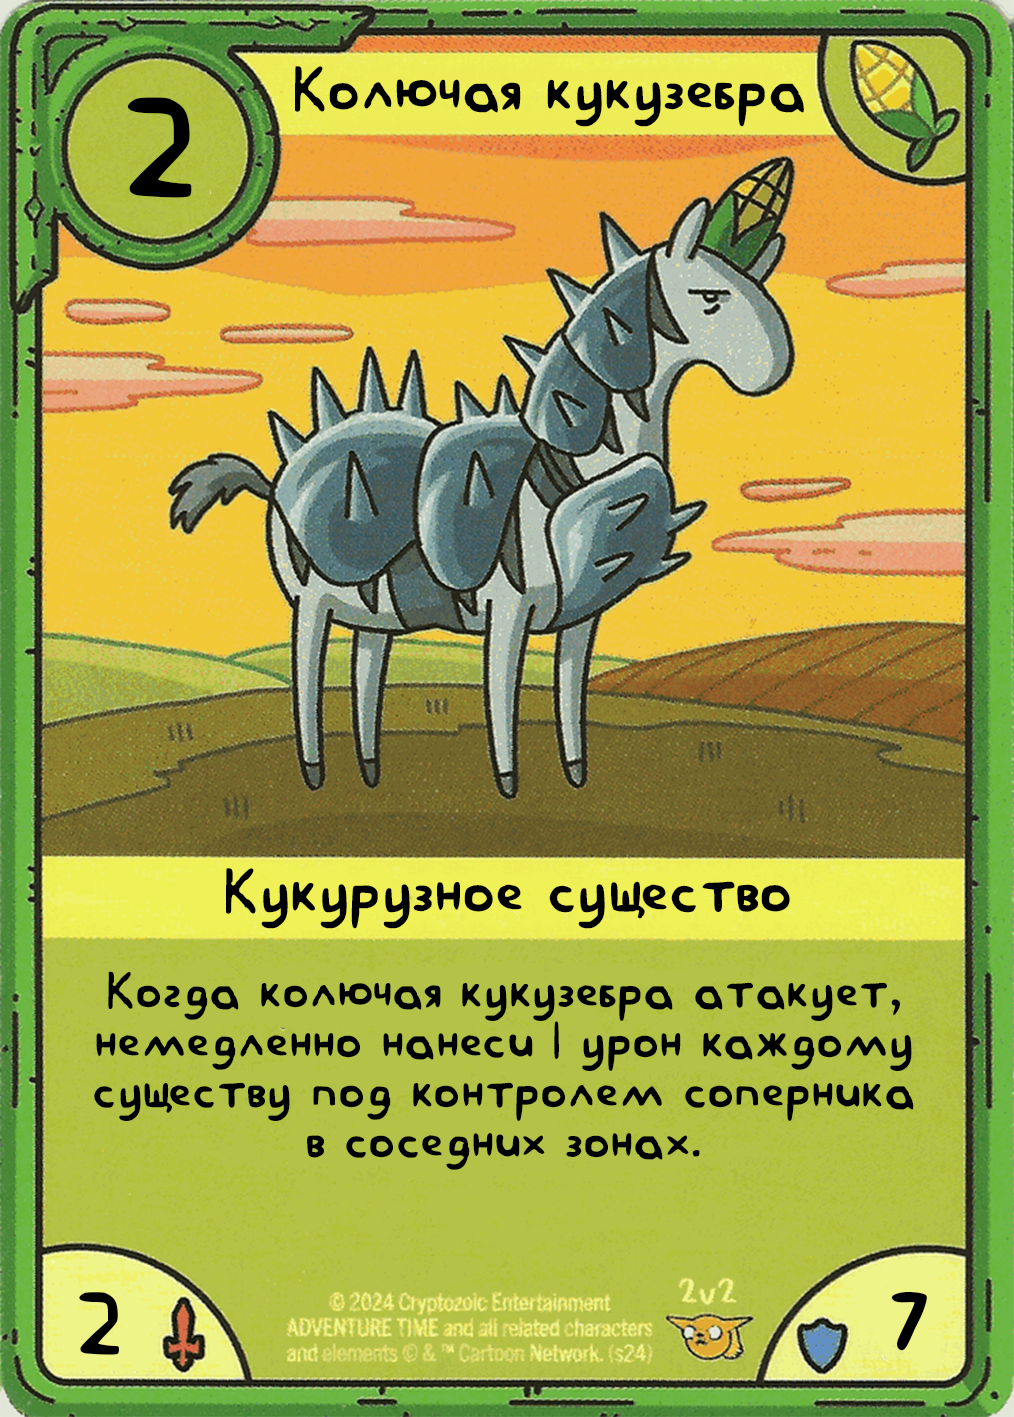 2
Колючая кукузебра
Кукурузное существо
Когда колючая кукузебра атакует,
немедленно нанеси 1 урон каждому
существу под контролем соперника
в соседних зонах.
2
© 2024 Cryptozoic Entertainment
ADVENTURE TIME and all related characters
and elements © & ™ Cartoon Network. (s24)
2v2
7